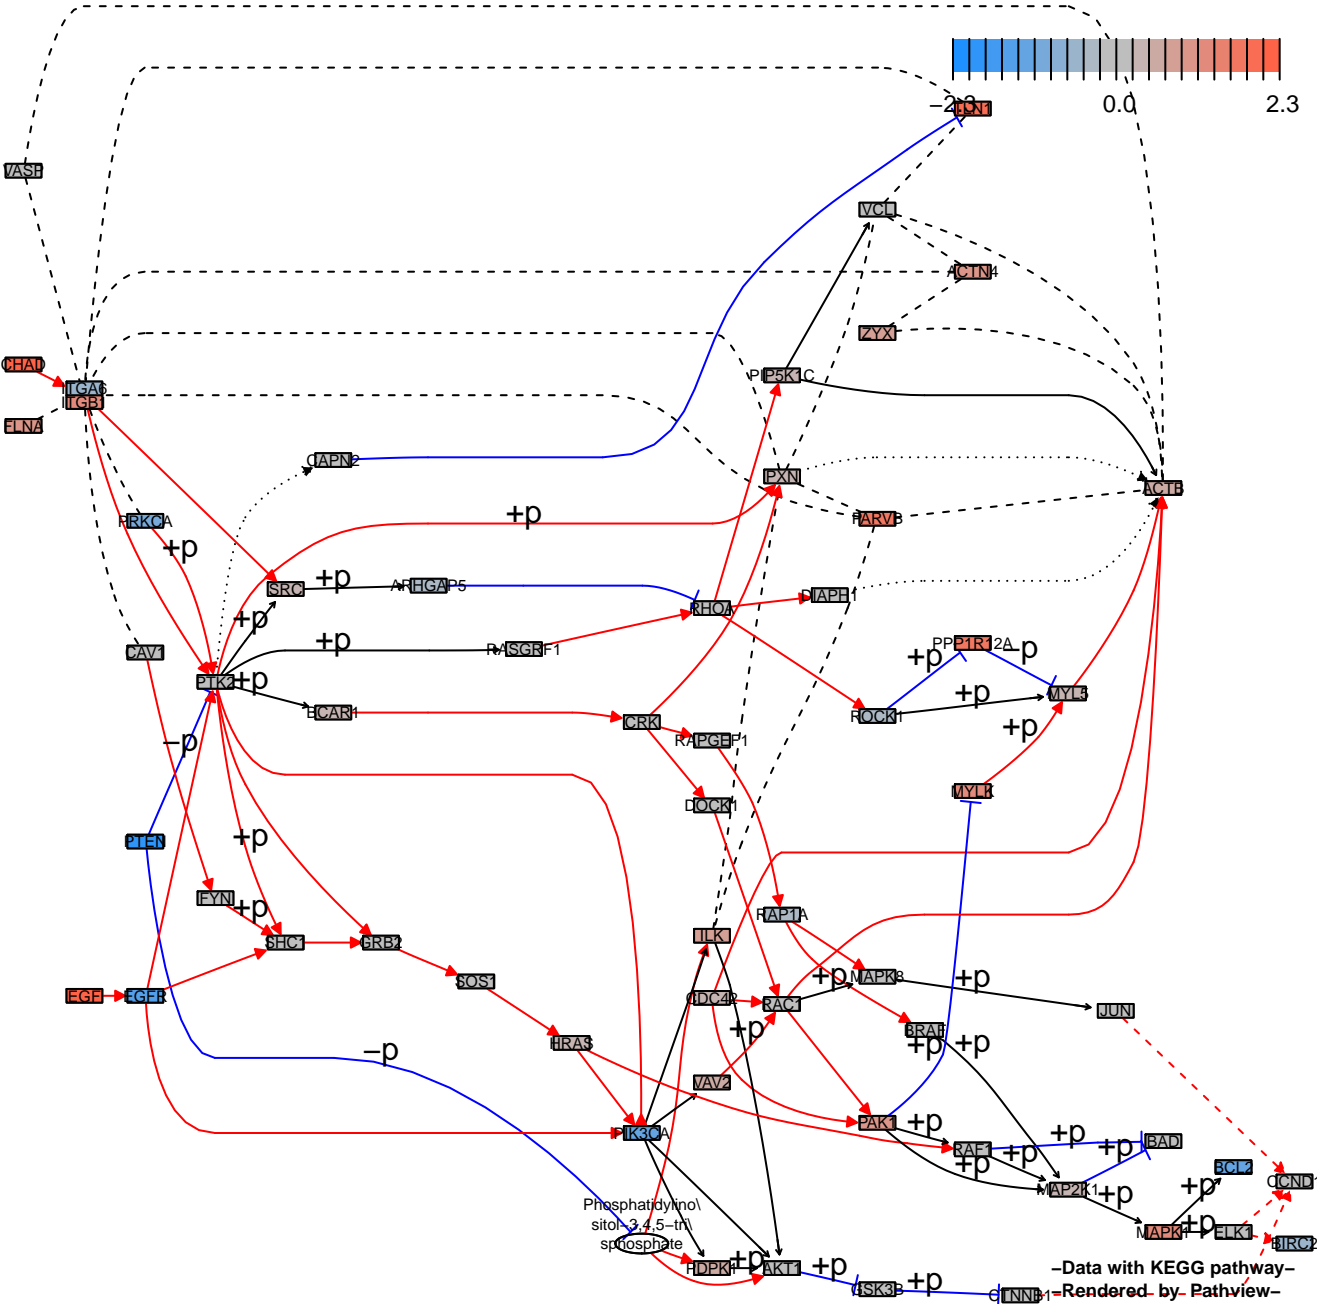 −2.3
0.0
2.3
TLN1
VASP
VCL
ACTN4
ZYX
CHAD
ITGA6
ITGB1
FLNA
PIP5K1C
CAPN2
PXN
ACTB
PRKCA
+p
PARVB
+p
SRC
+p
ARHGAP5
DIAPH1
RHOA
+p
+p
RASGRF1
CAV1
PPP1R12A
−p
+p
PTK2
+p
MYL5
+p
BCAR1
CRK
ROCK1
+p
RAPGEF1
−p
MYLK
DOCK1
PTEN
+p
FYN
+p
RAP1A
SHC1
GRB2
ILK
SOS1
+p
MAPK8
+p
EGF
EGFR
CDC42
RAC1
JUN
+p
BRAF
HRAS
+p
+p
−p
VAV2
PAK1
+p
PIK3CA
+p
RAF1
+p
+p
BAD
+p
BCL2
MAP2K1
+p
+p
CCND1
Phosphatidylino\
sitol−3,4,5−tri\
sphosphate
MAPK1
+p
ELK1
BIRC2
PDPK1
+p
AKT1
+p
−Data with KEGG pathway−
GSK3B
+p
CTNNB1
−Rendered by Pathview−